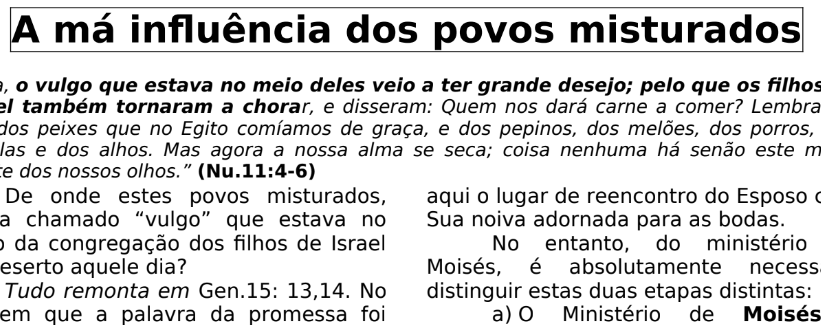 A má influência dos povos misturados
a, o vulgo que estava no meio deles veio a ter grande desejo; pelo que os filhos
el também tornaram a chorar, e disseram: Quem nos dará carne a comer? Lembra
dos peixes que no Egito comíamos de graça, e dos pepinos, dos melões, dos porros,
las e dos alhos. Mas agora a nossa alma se seca; coisa nenhuma há senão este m
te dos nossos olhos.” (Nu.11:4-6)
De onde estes povos misturados,
a chamado “vulgo” que estava no
o da congregação dos filhos de Israel
eserto aquele dia?
Tudo remonta em Gen.15: 13,14. No
em que a palavra da promessa foi
aqui o lugar de reencontro do Esposo c
Sua noiva adornada para as bodas.
No entanto, do ministério
Moisés, é absolutamente necessa
distinguir estas duas etapas distintas:
a) O Ministério de Moisés